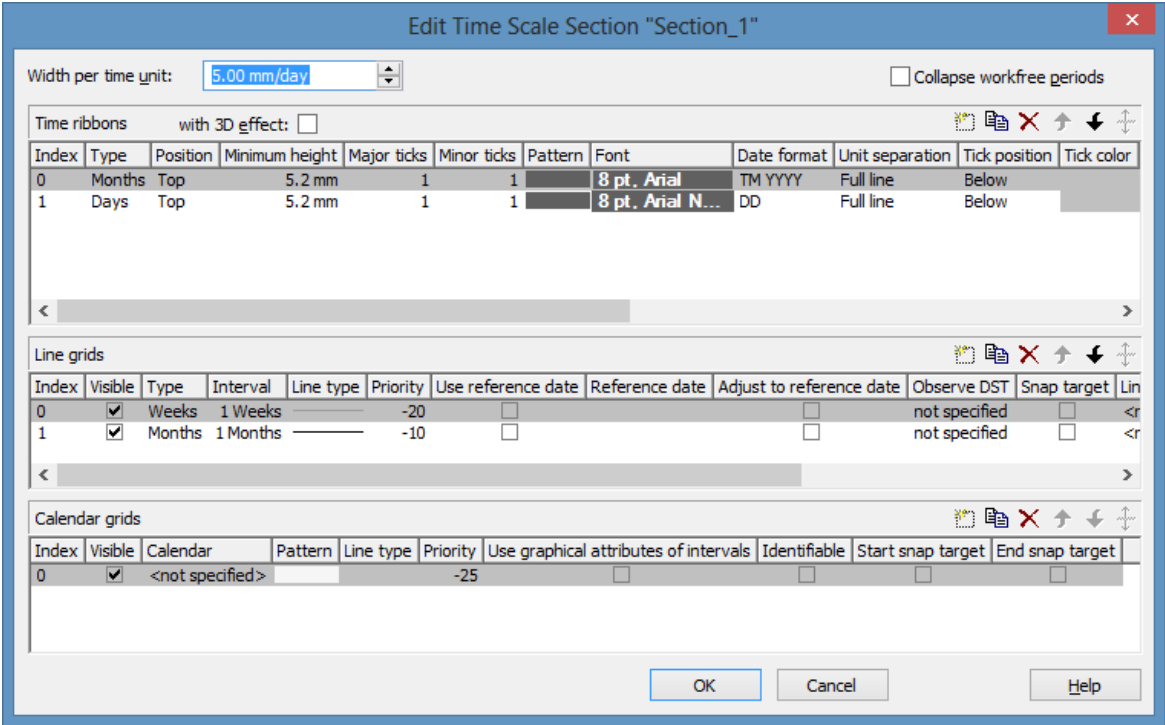 Edit Time Scale Section "Section_1"
Width per time unit: 5.00 mm/day Collapse workfree periods
Time ribbons with 3D effect:
Index Type Position Minimum height Major ticks Minor ticks Pattern Font Date format Unit separation Tick position Tick color
0 Months Top 5.2 mm 1 1 8 pt, Arial TM YYYY Full line Below
1 Days Top 5.2 mm 1 1 8 pt, Arial N... DD Full line Below
Line grids
Index Visible Type Interval Line type Priority Use reference date Reference date Adjust to reference date Observe DST Snap target Lin
0 Weeks 1 Weeks -20 not specified <r
1 Months 1 Months -10 not specified <r
Calendar grids
Index Visible Calendar Pattern Line type Priority Use graphical attributes of intervals Identifiable Start snap target End snap target
0 <not specified> -25
OK Cancel Help